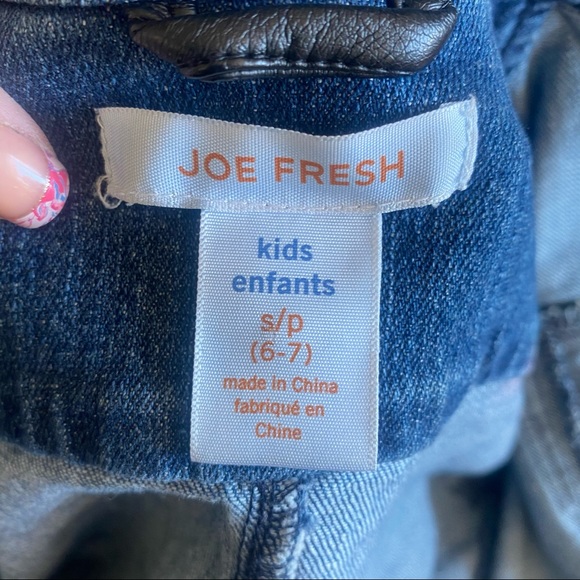 JOE FRESH
kids
enfants
s/p
(6-7)
made in China
fabriqué en
Chine